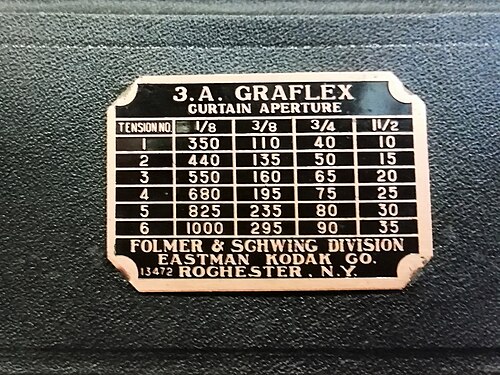 3.A. GRAFLEX
CURTAIN APERTURE
TENSION NO. 1/8 3/8 3/4 1 1/2
1 350 110 40 10
2 440 135 50 15
3 550 160 65 20
4 680 195 75 25
5 825 235 80 30
6 1000 295 90 35
FOLMER & SCHWING DIVISION
EASTMAN KODAK CO.
13472 ROCHESTER, N.Y.